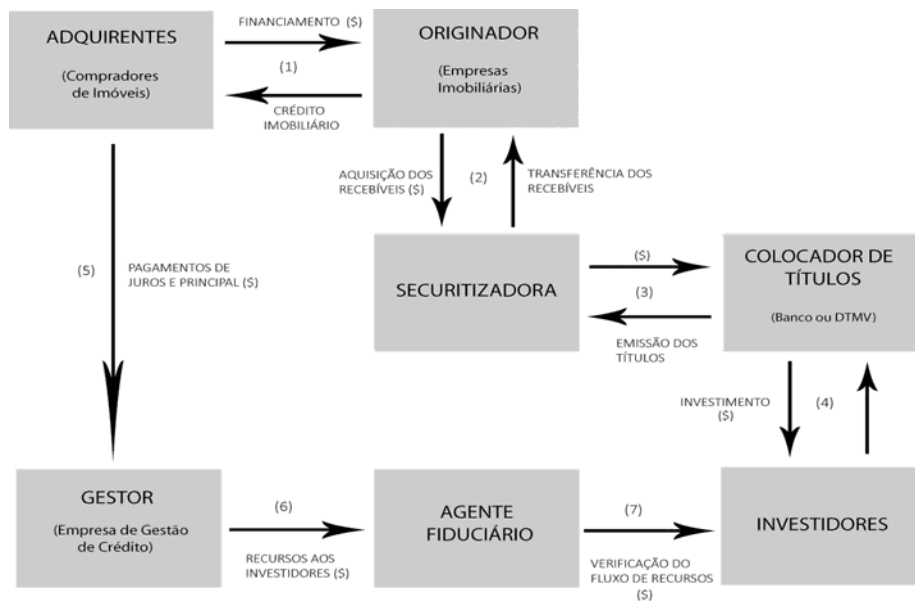 ADQUIRENTES
(Compradores
de Imóveis)
FINANCIAMENTO ($)
(1)
CRÉDITO
IMOBILIÁRIO
ORIGINADOR
(Empresas
Imobiliárias)
AQUISIÇÃO DOS
RECEBÍVEIS ($)
(2)
TRANSFERÊNCIA DOS
RECEBÍVEIS
SECURITIZADORA
($)
(3)
EMISSÃO DOS
TÍTULOS
COLOCADOR DE
TÍTULOS
(Banco ou DTMV)
(5)
PAGAMENTOS DE
JUROS E PRINCIPAL ($)
INVESTIMENTO
($)
(4)
GESTOR
(Empresa de Gestão
de Crédito)
(6)
RECURSOS AOS
INVESTIDORES ($)
AGENTE
FIDUCIÁRIO
(7)
VERIFICAÇÃO DO
FLUXO DE RECURSOS
($)
INVESTIDORES